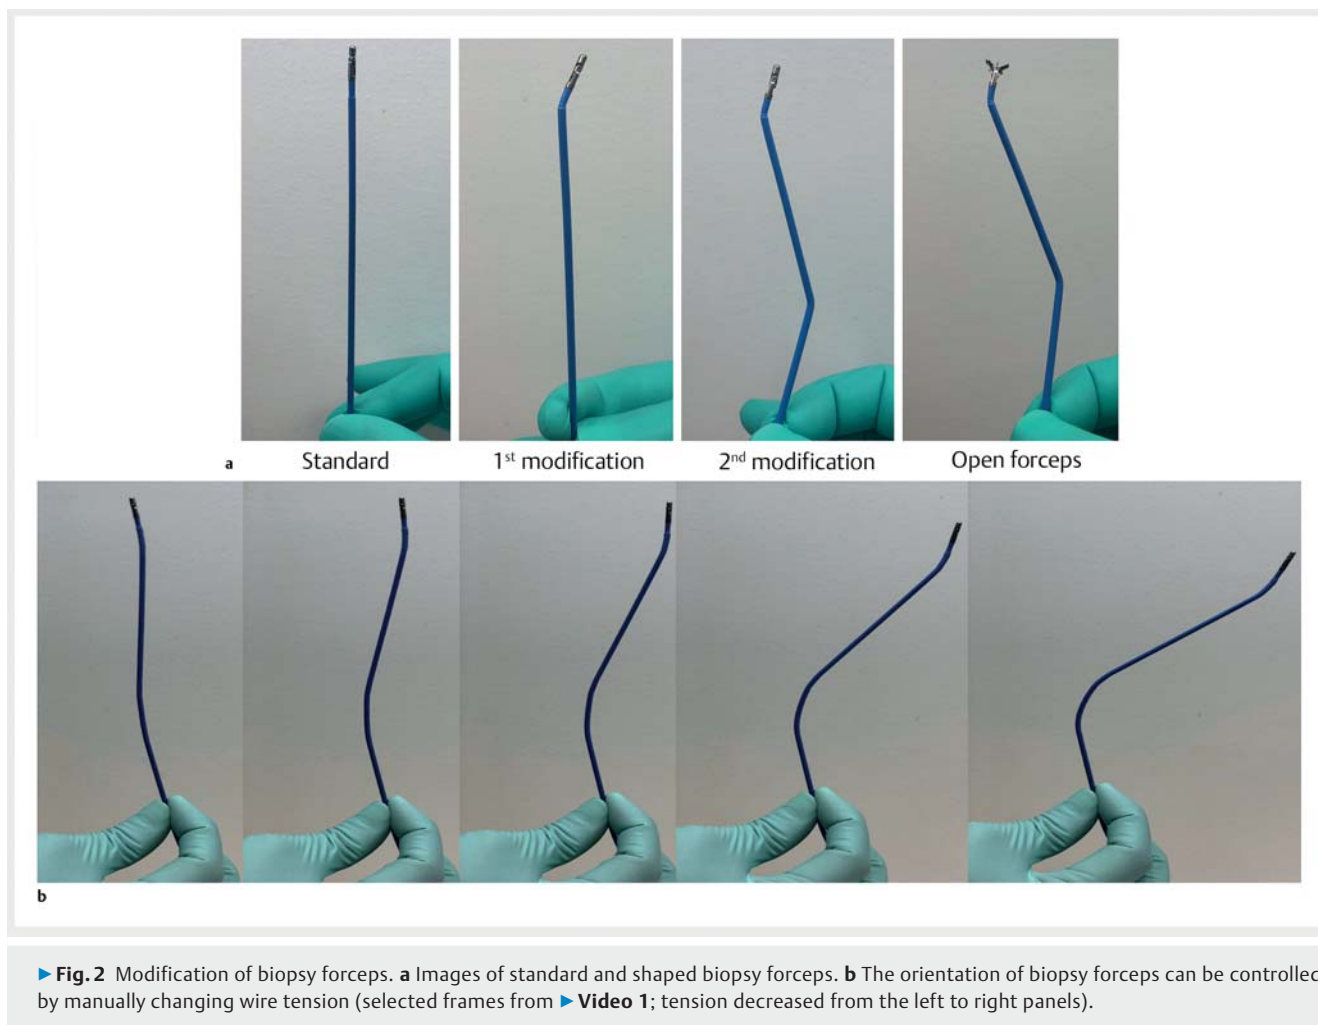 a
Standard
1st modification
2nd modification
Open forceps
b
▶ Fig. 2 Modification of biopsy forceps. a Images of standard and shaped biopsy forceps. b The orientation of biopsy forceps can be controlled
by manually changing wire tension (selected frames from ▶ Video 1; tension decreased from the left to right panels).